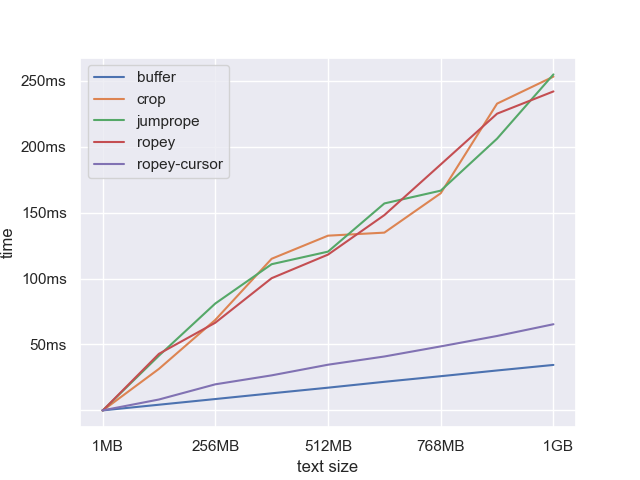 buffer
crop
jumprope
ropey
ropey-cursor
250ms
200ms
150ms
100ms
50ms
time
1MB 256MB 512MB 768MB 1GB
text size